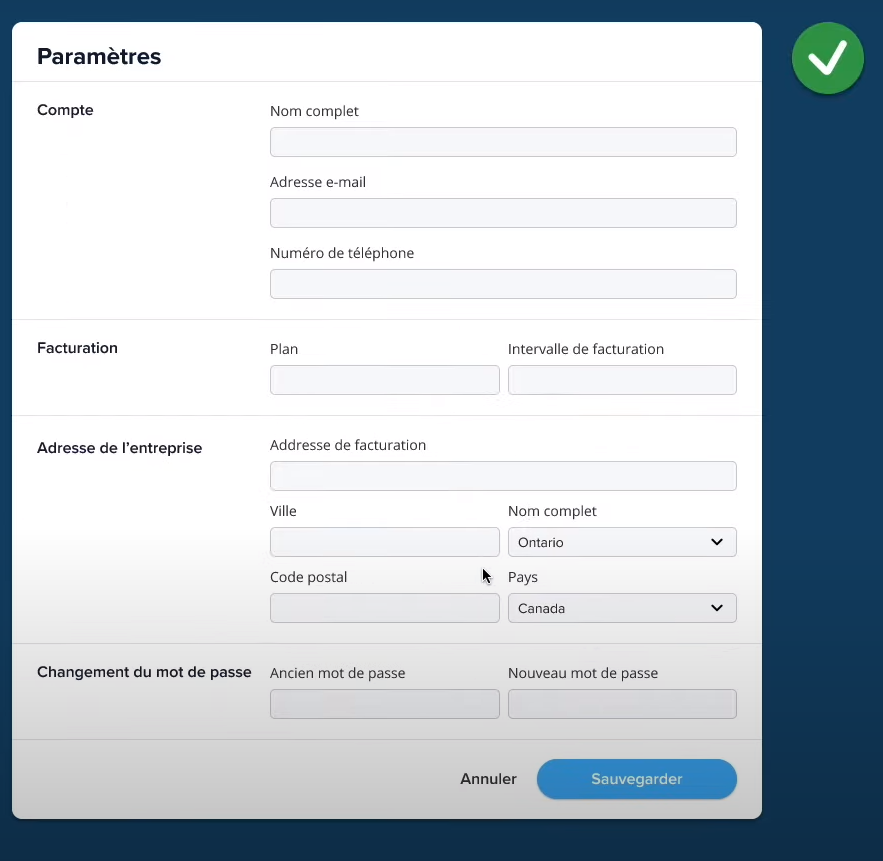 Paramètres
Compte
Nom complet
Adresse e-mail
Numéro de téléphone
Facturation
Plan
Intervalle de facturation
Adresse de l'entreprise
Addresse de facturation
Ville
Nom complet
Ontario
Code postal
Pays
Canada
Changement du mot de passe
Ancien mot de passe
Nouveau mot de passe
Annuler
Sauvegarder